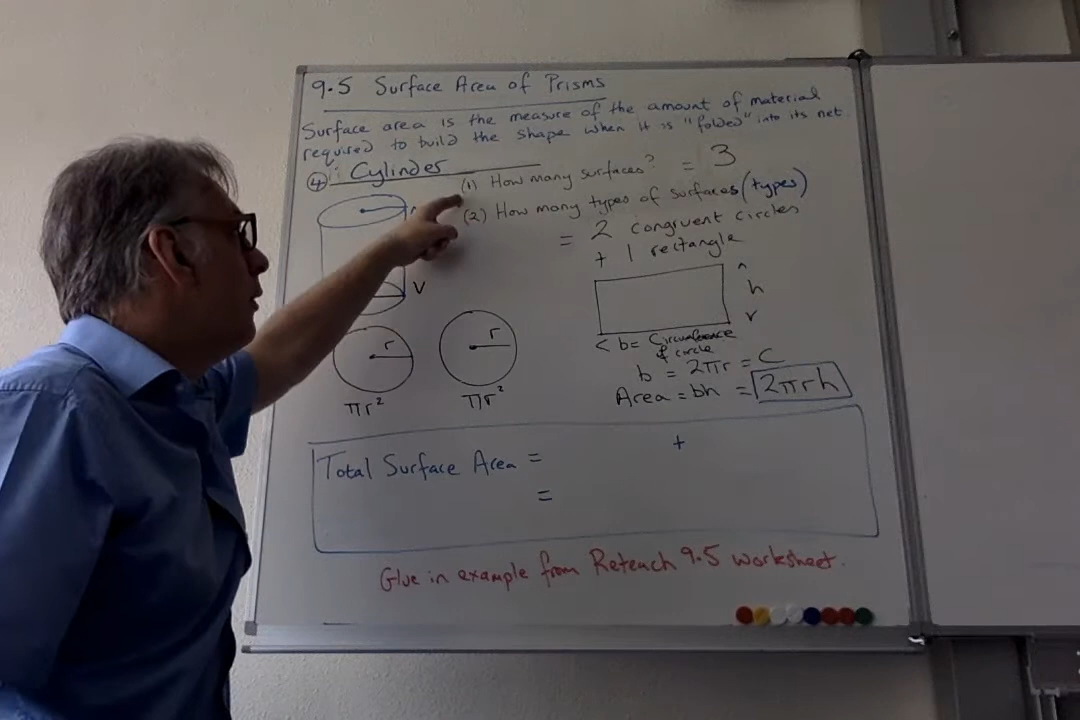 9.5 Surface Area of Prisms
Surface area is the measure of the amount of material
required to build the shape when it is "folded" into its net.
④: Cylinder
(1) How many surfaces? = 3
(2) How many types of surfaces (types)
= 2 congruent circles
+ 1 rectangle
h
r
r
πr²
πr²
< b = Circumference
of circle
b = 2πr = C
Area = bh = 2πrh
Total Surface Area = +
=
Glue in example from Reteach 9.5 worksheet.